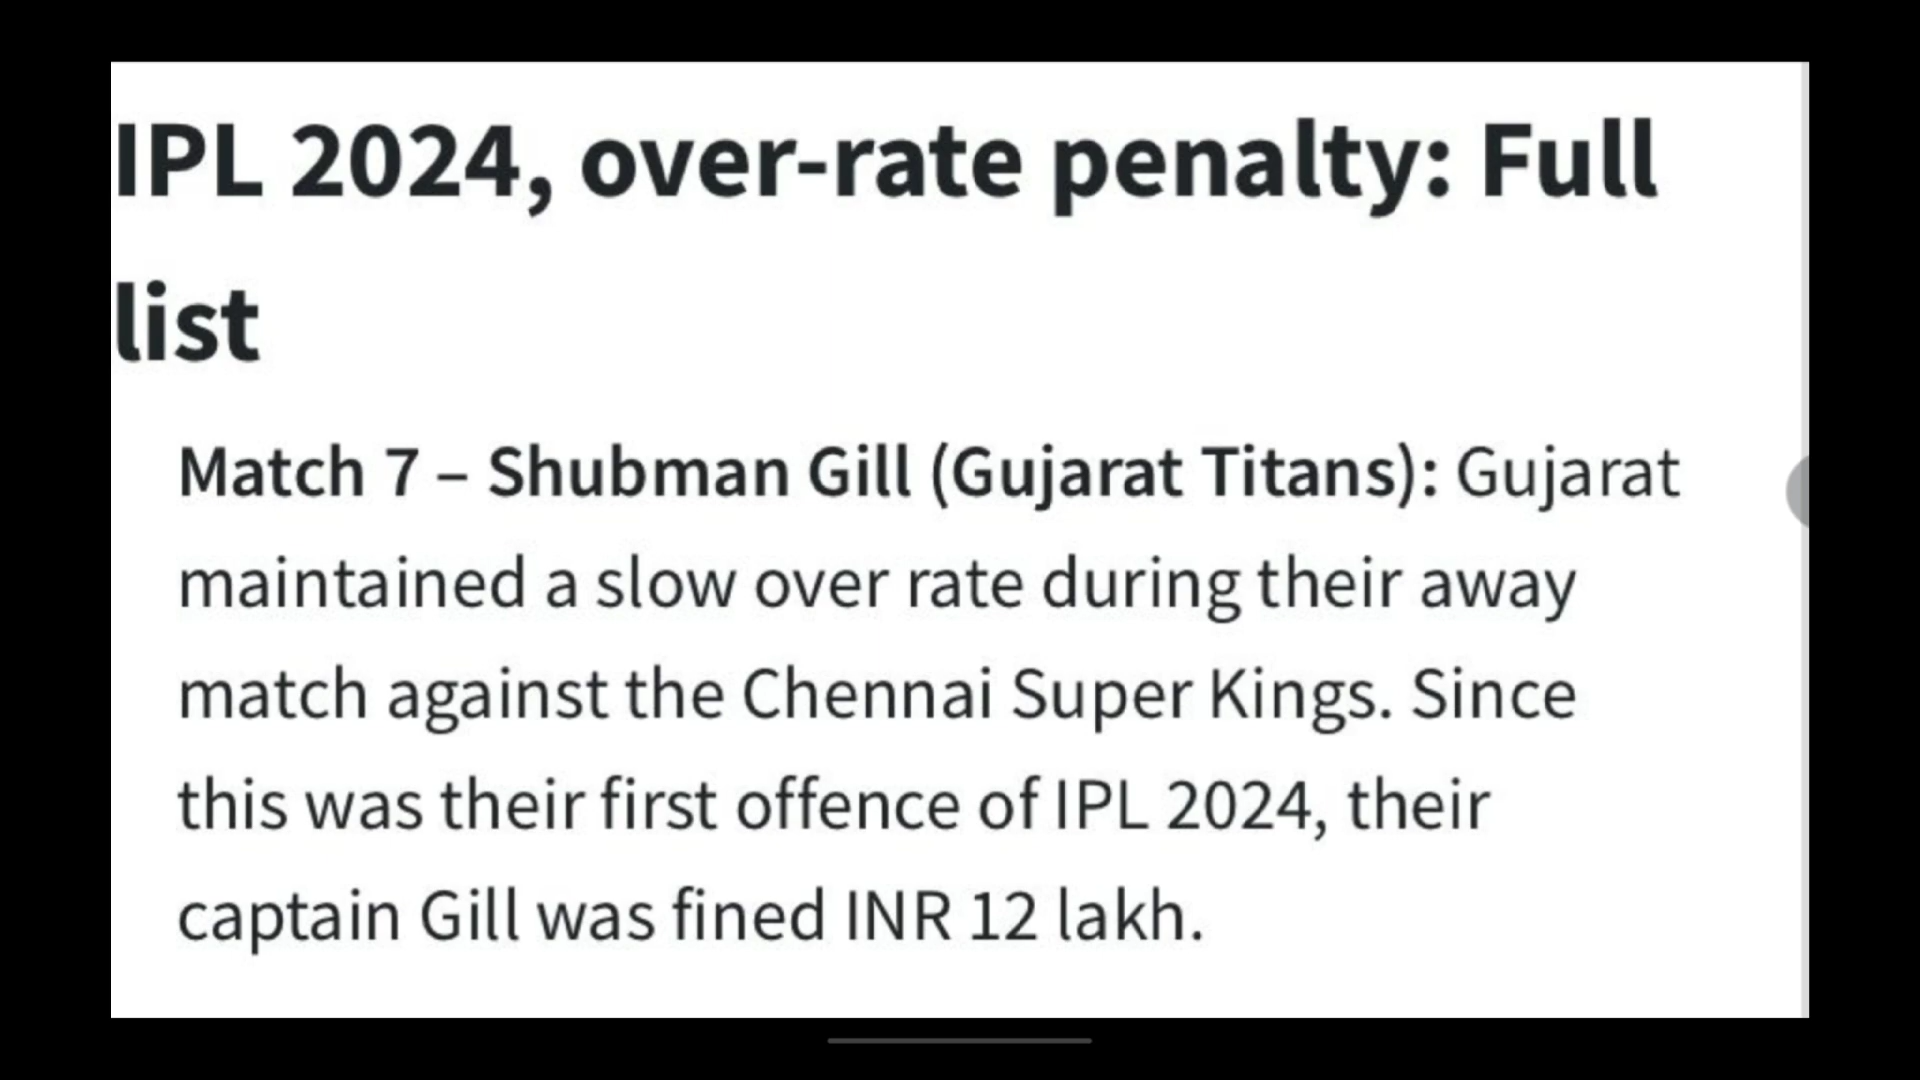 IPL 2024, over-rate penalty: Full
list
Match 7 – Shubman Gill (Gujarat Titans): Gujarat
maintained a slow over rate during their away
match against the Chennai Super Kings. Since
this was their first offence of IPL 2024, their
captain Gill was fined INR 12 lakh.